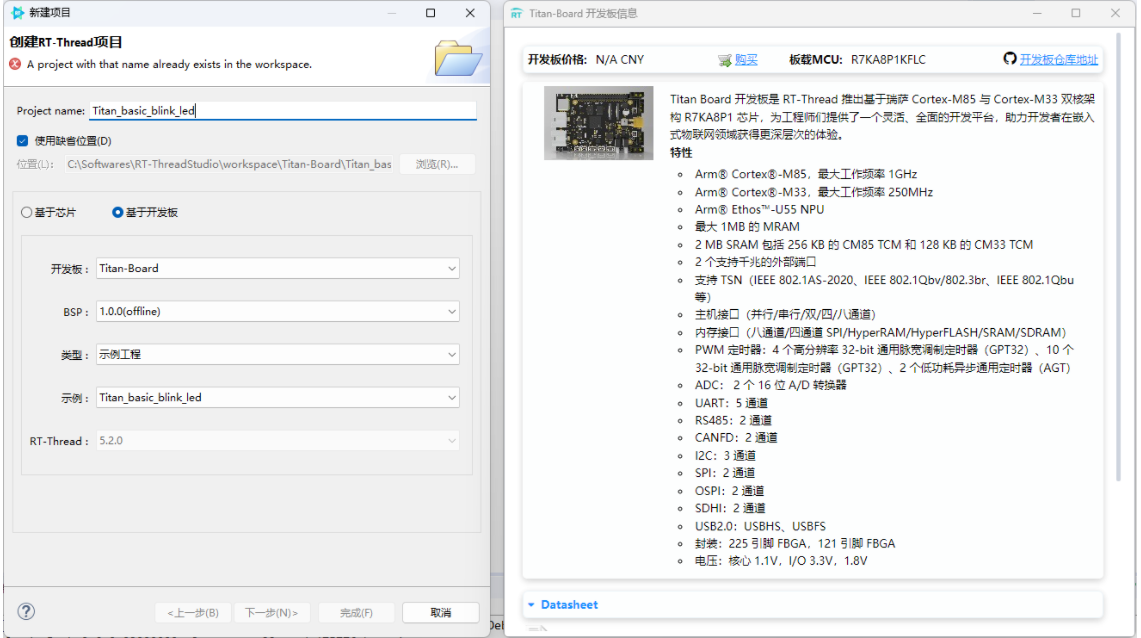 新建项目
创建RT-Thread项目
A project with that name already exists in the workspace.
Project name: Titan_basic_blink_led
使用缺省位置(D)
位置(L): C:\Softwares\RT-ThreadStudio\workspace\Titan-Board\Titan_bas 浏览(R)...
基于芯片 基于开发板
开发板： Titan-Board
BSP： 1.0.0(offline)
类型： 示例工程
示例： Titan_basic_blink_led
RT-Thread： 5.2.0
<上一步(B) 下一步(N)> 完成(F) 取消
RT Titan-Board 开发板信息
开发板价格: N/A CNY 购买 板载MCU: R7KA8P1KFLC 开发板仓库地址
Titan Board 开发板是 RT-Thread 推出基于瑞萨 Cortex-M85 与 Cortex-M33 双核架
构 R7KA8P1 芯片，为工程师们提供了一个灵活、全面的开发平台，助力开发者在嵌入
式物联网领域获得更深层次的体验。
特性
Arm® Cortex®-M85，最大工作频率 1GHz
Arm® Cortex®-M33，最大工作频率 250MHz
Arm® Ethos™-U55 NPU
最大 1MB 的 MRAM
2 MB SRAM 包括 256 KB 的 CM85 TCM 和 128 KB 的 CM33 TCM
2 个支持千兆的外部端口
支持 TSN（IEEE 802.1AS-2020、IEEE 802.1Qbv/802.3br、IEEE 802.1Qbu
等）
主机接口（并行/串行/双/四/八通道）
内存接口（八通道/四通道 SPI/HyperRAM/HyperFLASH/SRAM/SDRAM）
PWM 定时器：4 个高分辨率 32-bit 通用脉宽调制定时器（GPT32）、10 个
32-bit 通用脉宽调制定时器（GPT32）、2 个低功耗异步通用定时器（AGT）
ADC： 2 个 16 位 A/D 转换器
UART：5 通道
RS485：2 通道
CANFD：2 通道
I2C：3 通道
SPI：2 通道
OSPI：2 通道
SDHI：2 通道
USB2.0：USBHS、USBFS
封装：225 引脚 FBGA，121 引脚 FBGA
电压：核心 1.1V，I/O 3.3V，1.8V
Datasheet